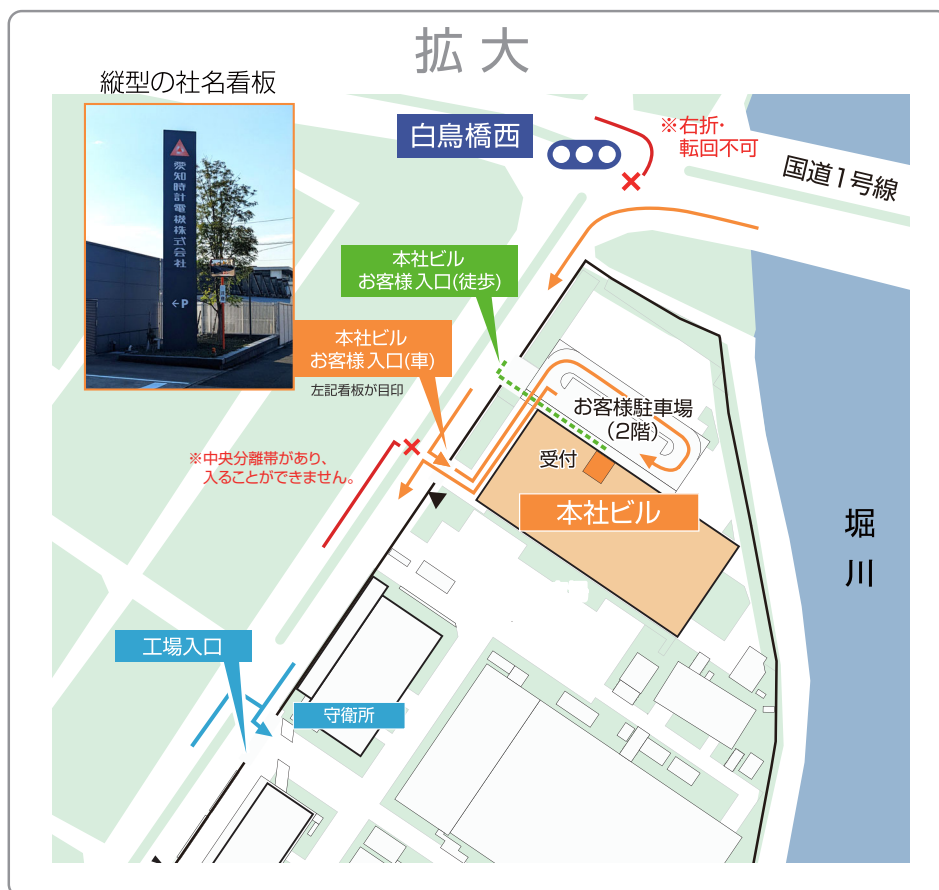 拡大
縦型の社名看板
愛知時計電機株式会社
←P
白鳥橋西
※右折・
転回不可
国道1号線
本社ビル
お客様入口(徒歩)
本社ビル
お客様入口(車)
左記看板が目印
お客様駐車場
(2階)
受付
※中央分離帯があり、
入ることができません。
本社ビル
堀川
工場入口
守衛所